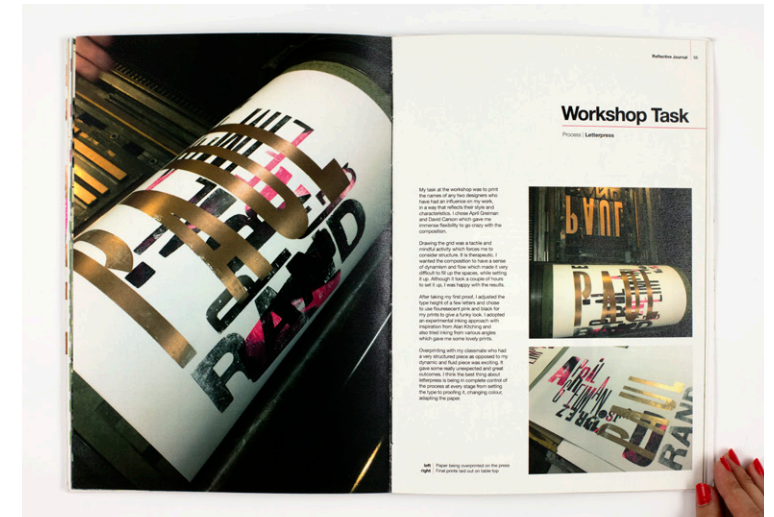 PAUL
RAND
Reflective Journal
Workshop Task
Process | Letterpress
My task at the workshop was to print
the names of any two designers who
have had an influence on my work,
in a way that reflects their style and
characteristics. I chose April Greiman
and David Carson which gave me
immense flexibility to go crazy with the
composition.
Drawing the grid was a tactile and
mindful activity which forces me to
consider structure. It is therapeutic. I
wanted the composition to have a sense
of dynamism and flow which made it very
difficult to fill up the spaces, while setting
it up. Although it took a couple of hours
to set it up, I was happy with the results.
After taking my first proof, I adjusted the
type height of a few letters and chose
to use flourescent pink and black for
my prints to give a funky look. I adopted
an experimental inking approach with
inspiration from Alan Kitching and
also tried inking from various angles
which gave me some lovely prints.
Overprinting with my classmate who had
a very structured piece as opposed to my
dynamic and fluid piece was exciting. It
gave some really unexpected and great
outcomes. I think the best thing about
letterpress is being in complete control of
the process at every stage from setting
the type to proofing it, changing colour,
adapting the paper.
left | Paper being overprinted on the press
right | Final prints laid out on table top
PAUL
APRIL
PAUL
RAND